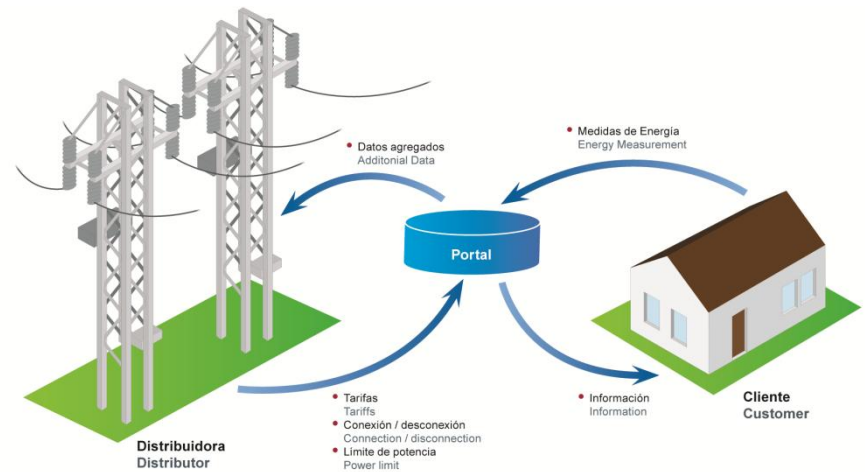 Medidas de Energía
Energy Measurement
Datos agregados
Additonial Data
Portal
Tarifas
Tariffs
Conexión / desconexión
Connection / disconnection
Límite de potencia
Power limit
Información
Information
Cliente
Customer
Distribuidora
Distributor